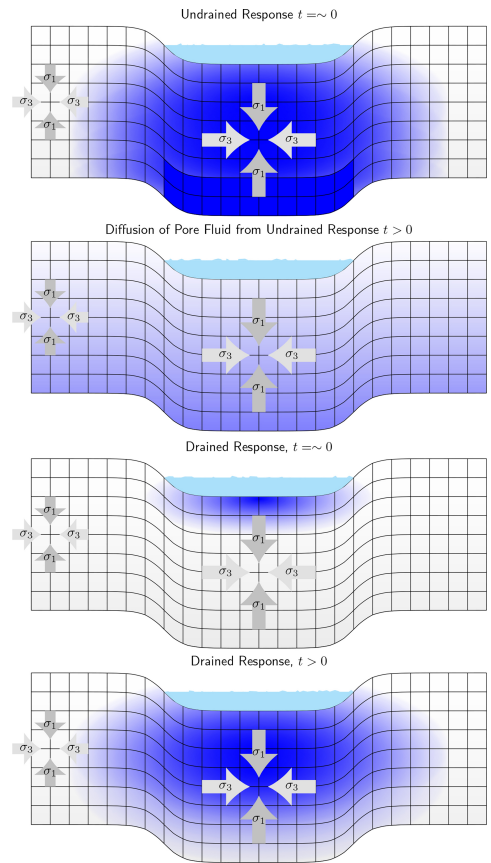 Undrained Response t =∼ 0
σ1
σ3 σ3
σ1
σ1
σ3 σ3
σ1
Diffusion of Pore Fluid from Undrained Response t > 0
σ1
σ3 σ3
σ1
σ1
σ3 σ3
σ1
Drained Response, t =∼ 0
σ1
σ3 σ3
σ1
σ1
σ3 σ3
σ1
Drained Response, t > 0
σ1
σ3 σ3
σ1
σ1
σ3 σ3
σ1